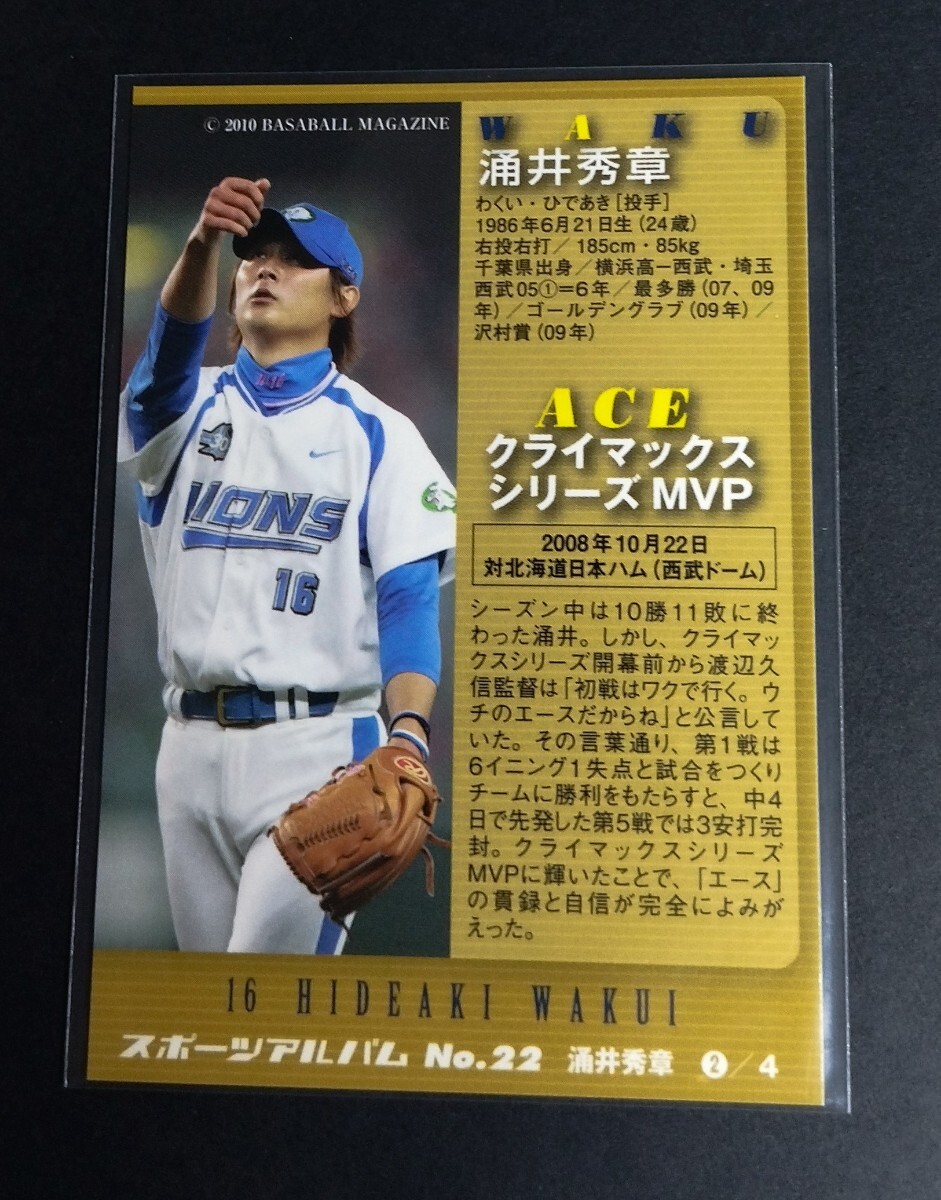 © 2010 BASABALL MAGAZINE
WAKU
涌井秀章
わくい・ひであき[投手]
1986年6月21日生(24歳)
右投右打／185cm・85kg
千葉県出身／横浜高ー西武・埼玉
西武05①＝6年／最多勝(07、09
年)／ゴールデングラブ(09年)／
沢村賞(09年)
ACE
クライマックス
シリーズMVP
2008年10月22日
対北海道日本ハム(西武ドーム)
シーズン中は10勝11敗に終
わった涌井。しかし、クライマッ
クスシリーズ開幕前から渡辺久
信監督は「初戦はワクで行く。ウ
チのエースだからね」と公言して
いた。その言葉通り、第1戦は
6イニング1失点と試合をつくり
チームに勝利をもたらすと、中4
日で先発した第5戦では3安打完
封。クライマックスシリーズ
MVPに輝いたことで、「エース」
の貫録と自信が完全によみが
えった。
30
LIONS
16
16 HIDEAKI WAKUI
スポーツアルバム No.22 涌井秀章 2／4